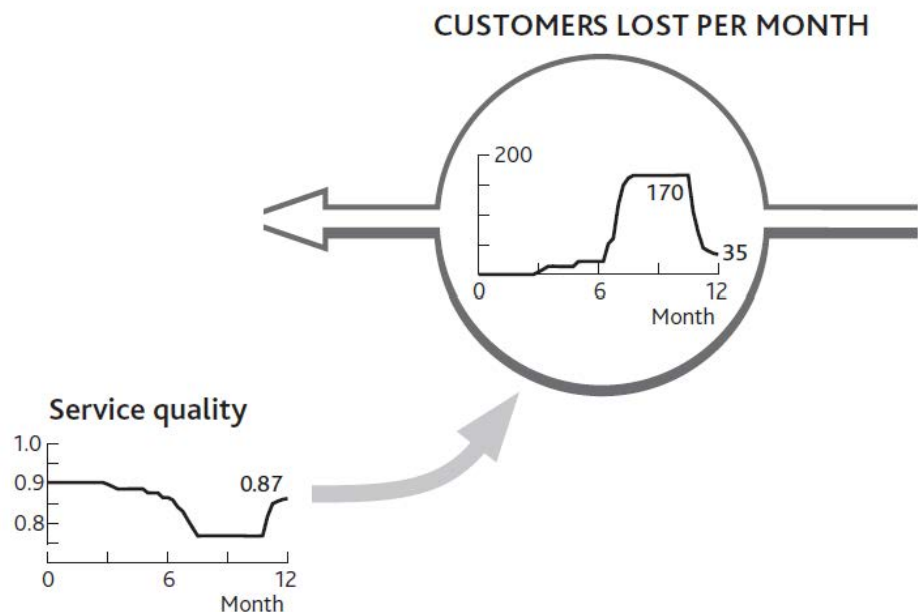 CUSTOMERS LOST PER MONTH
200
170
35
0 6 12
Month
Service quality
1.0
0.9
0.87
0.8
0 6 12
Month